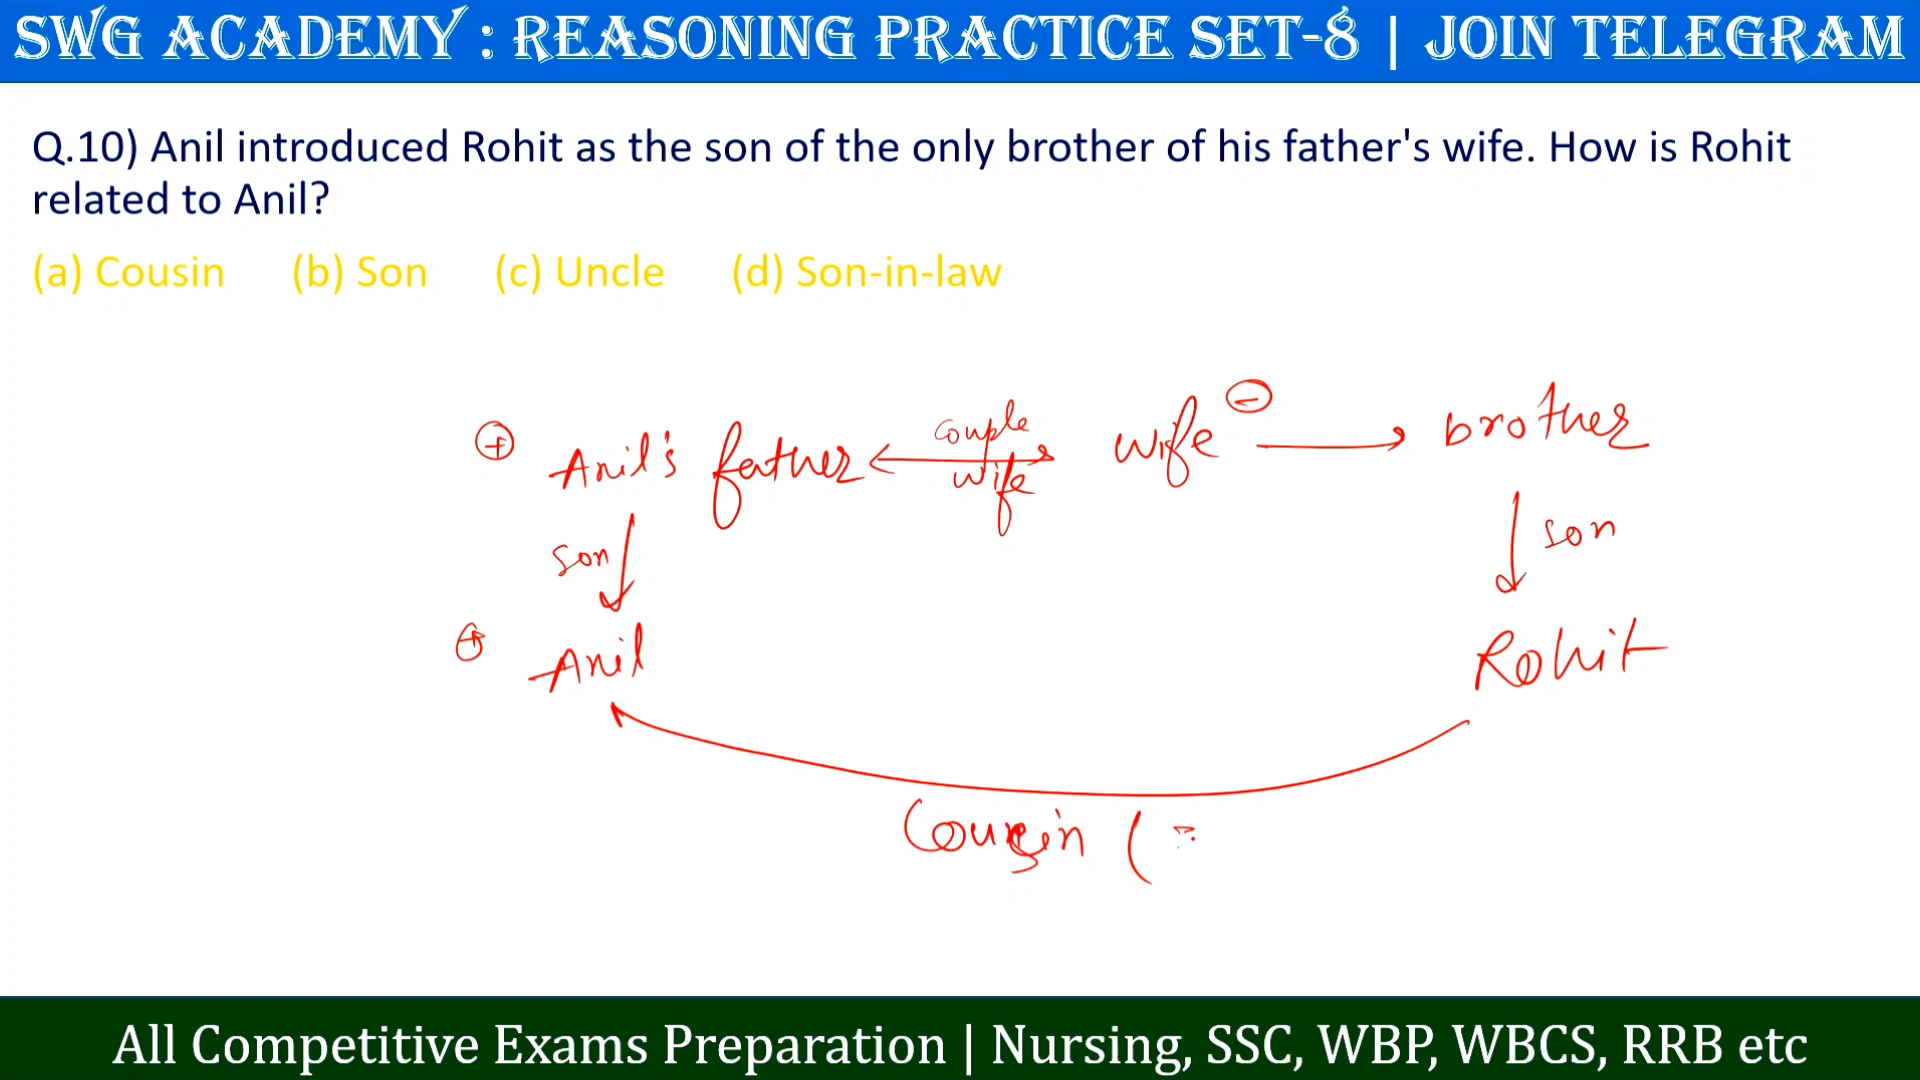 SWG ACADEMY : REASONING PRACTICE SET-8 | JOIN TELEGRAM
Q.10) Anil introduced Rohit as the son of the only brother of his father's wife. How is Rohit
related to Anil?
(a) Cousin (b) Son (c) Uncle (d) Son-in-law
+ Anil's father couple wife wife - brother
son son
+ Anil Rohit
Cousin (
All Competitive Exams Preparation | Nursing, SSC, WBP, WBCS, RRB etc